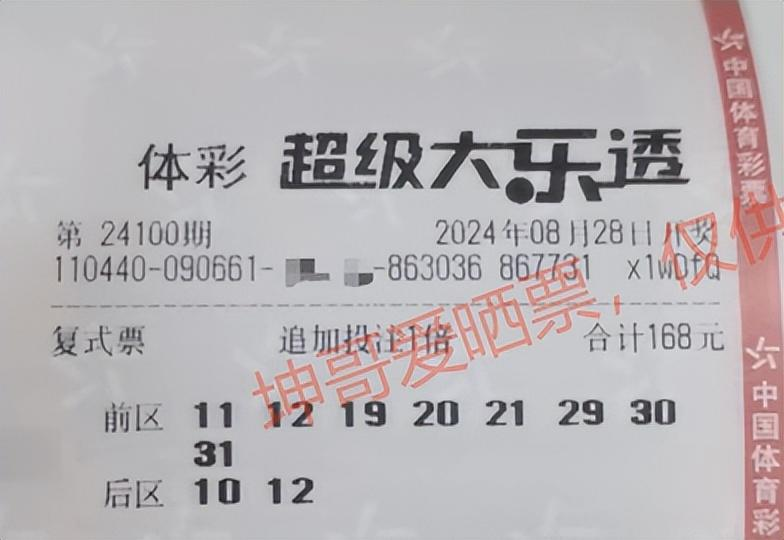 体彩 超级大乐透
第 24100期 2024年08月28日开奖
110440-090661- -863036 867731 x1wDfQ
复式票 追加投注1倍 合计168元
前区 11 12 19 20 21 29 30
31
后区 10 12
坤哥爱晒票，仅供
中国体育彩票
中国体育彩